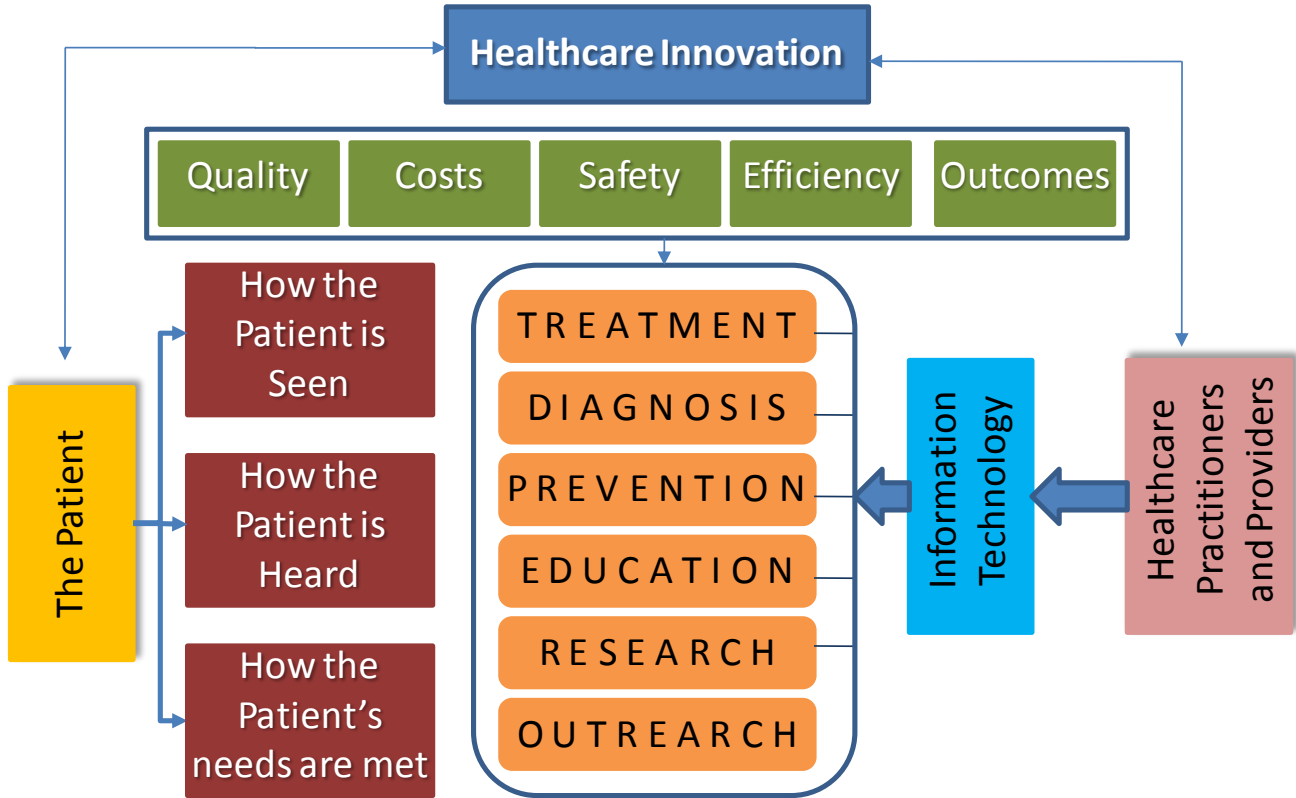 Healthcare Innovation
Quality
Costs
Safety
Efficiency
Outcomes
The Patient
How the
Patient is
Seen
How the
Patient is
Heard
How the
Patient’s
needs are met
TREATMENT
DIAGNOSIS
PREVENTION
EDUCATION
RESEARCH
OUTREARCH
Information
Technology
Healthcare
Practitioners
and Providers